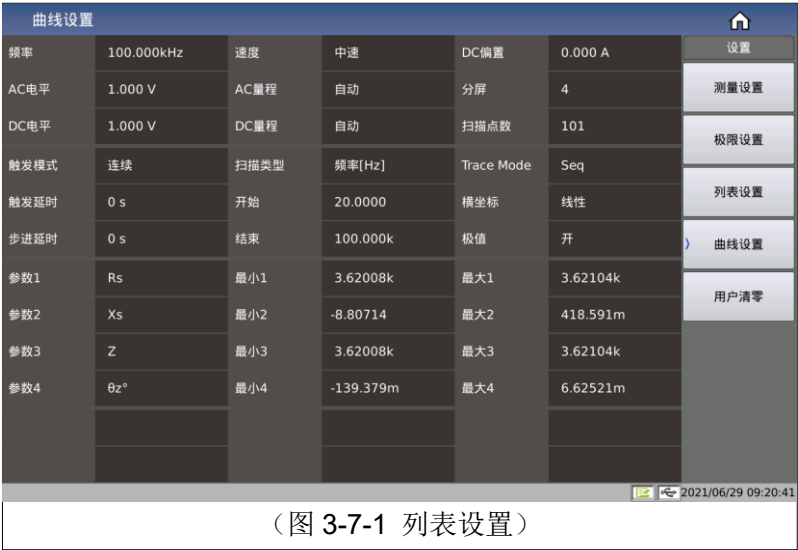 曲线设置
频率 100.000kHz 速度 中速 DC偏置 0.000 A 设置
AC电平 1.000 V AC量程 自动 分屏 4 测量设置
DC电平 1.000 V DC量程 自动 扫描点数 101 极限设置
触发模式 连续 扫描类型 频率[Hz] Trace Mode Seq
触发延时 0 s 开始 20.0000 横坐标 线性 列表设置
步进延时 0 s 结束 100.000k 极值 开 〉 曲线设置
参数1 Rs 最小1 3.62008k 最大1 3.62104k 用户清零
参数2 Xs 最小2 -8.80714 最大2 418.591m
参数3 Z 最小3 3.62008k 最大3 3.62104k
参数4 θz° 最小4 -139.379m 最大4 6.62521m
2021/06/29 09:20:41
（图 3-7-1 列表设置）